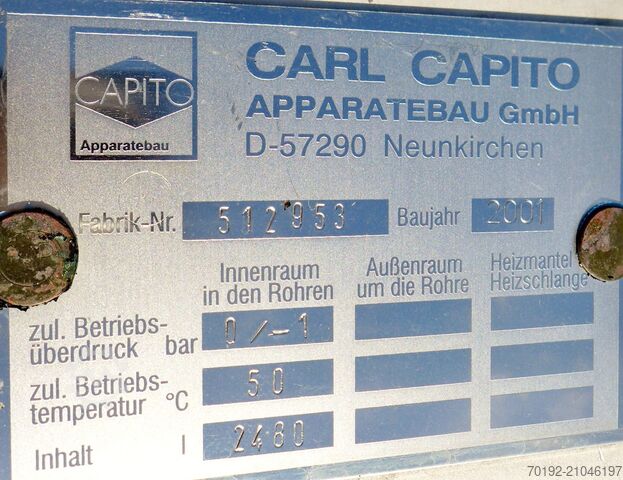 CARL CAPITO
APPARATEBAU GmbH
D-57290 Neunkirchen
CAPITO
Apparatebau
Fabrik-Nr. 512953 Baujahr 2001
Innenraum in den Rohren
Außenraum um die Rohre
Heizmantel Heizschlange
zul. Betriebs-
überdruck bar 0/-1
zul. Betriebs-
temperatur °C 50
Inhalt l 2480
70192-21046197